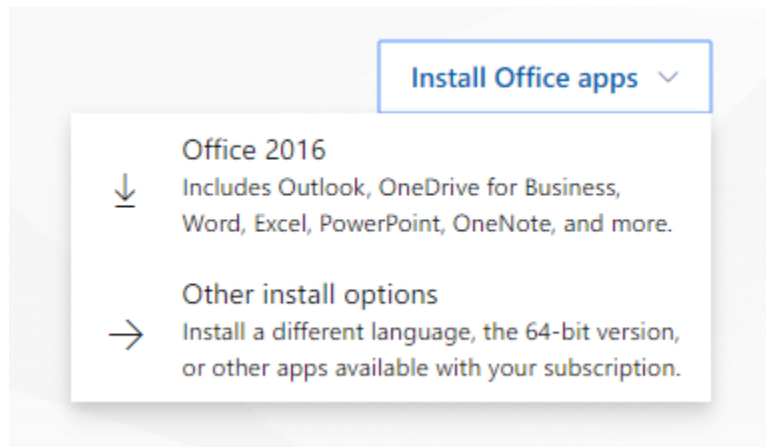 Install Office apps
Office 2016
Includes Outlook, OneDrive for Business,
Word, Excel, PowerPoint, OneNote, and more.
Other install options
Install a different language, the 64-bit version,
or other apps available with your subscription.